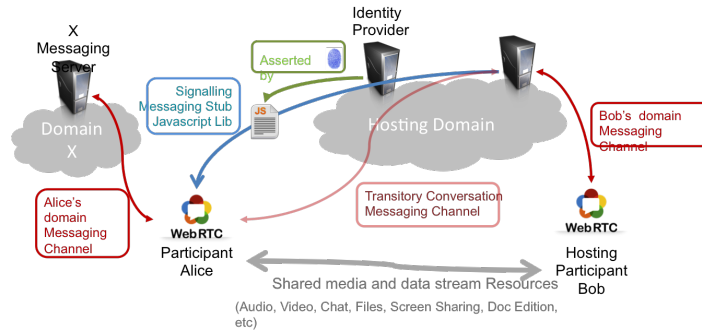 X
Messaging
Server
Identity
Provider
Asserted
by
Signalling
Messaging Stub
Javascript Lib
JS
Domain
X
Hosting Domain
Bob's domain
Messaging
Channel
Alice's
domain
Messaging
Channel
Transitory Conversation
Messaging Channel
WebRTC
Participant
Alice
WebRTC
Hosting
Participant
Bob
Shared media and data stream Resources
(Audio, Video, Chat, Files, Screen Sharing, Doc Edition,
etc)